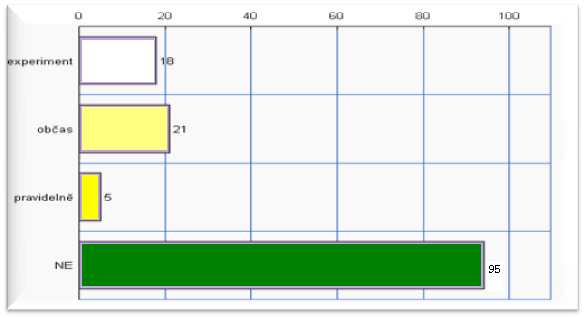 0 20 40 60 80 100
experiment 18
občas 21
pravidelně 5
NE 95